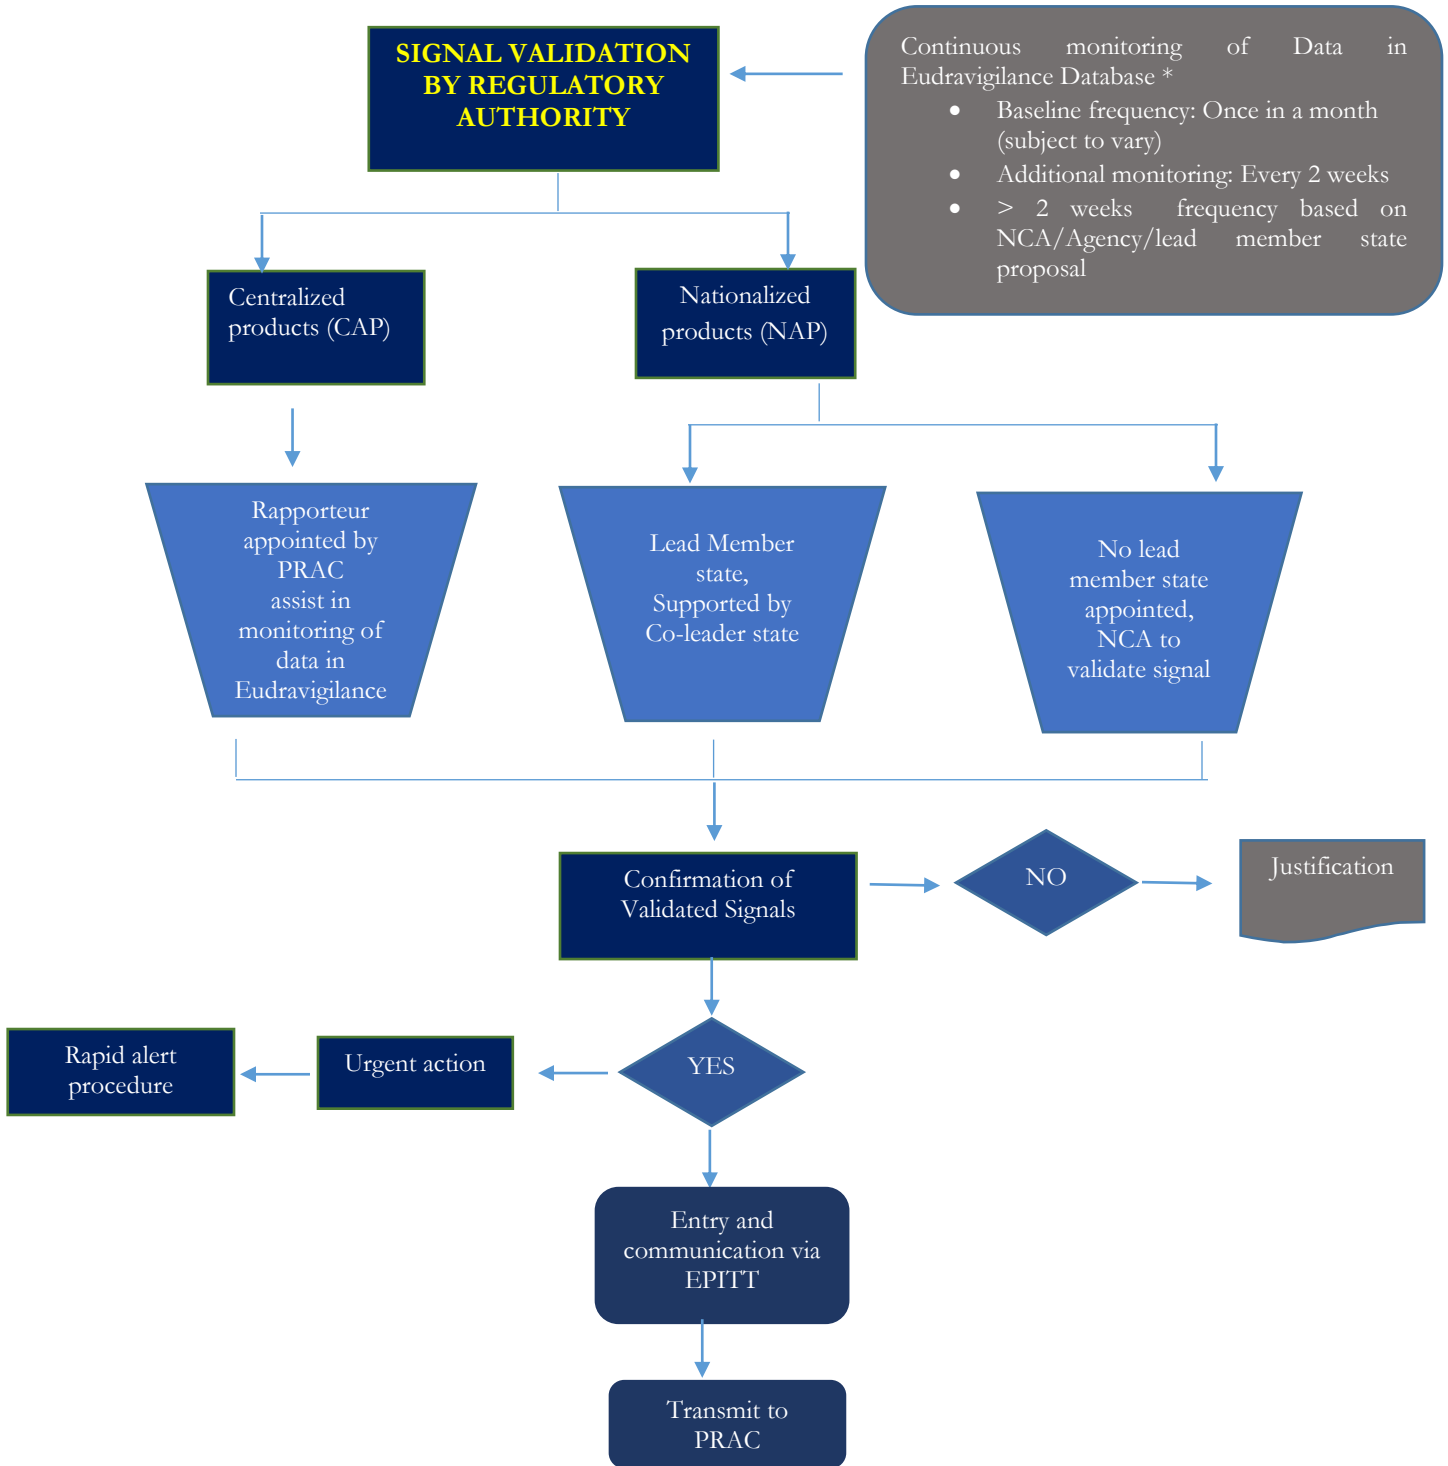 SIGNAL VALIDATION
BY REGULATORY
AUTHORITY
Continuous monitoring of Data in
Eudravigilance Database *
• Baseline frequency: Once in a month
(subject to vary)
• Additional monitoring: Every 2 weeks
• > 2 weeks frequency based on
NCA/Agency/lead member state
proposal
Centralized
products (CAP)
Nationalized
products (NAP)
Rapporteur
appointed by
PRAC
assist in
monitoring of
data in
Eudravigilance
Lead Member
state,
Supported by
Co-leader state
No lead
member state
appointed,
NCA to
validate signal
Confirmation of
Validated Signals
NO
Justification
YES
Urgent action
Rapid alert
procedure
Entry and
communication via
EPITT
Transmit to
PRAC